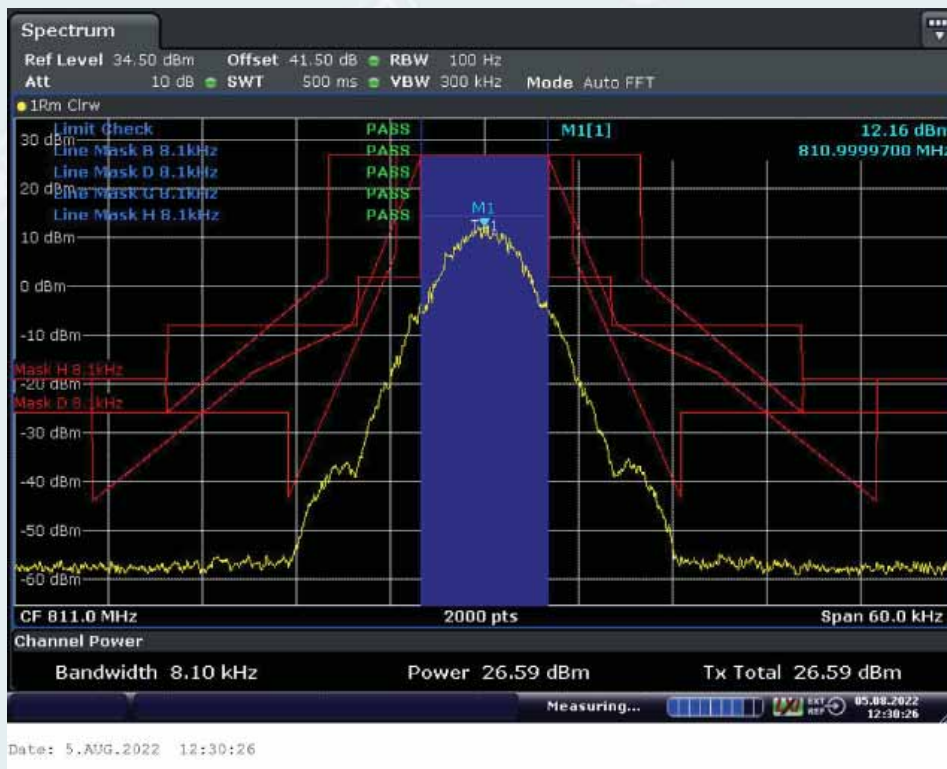 Spectrum
Ref Level 34.50 dBm Offset 41.50 dB RBW 100 Hz
Att 10 dB SWT 500 ms VBW 300 kHz Mode Auto FFT
1Rm Clrw
Limit Check PASS M1[1] 12.16 dBm
30 dBm
Line Mask B 8.1kHz PASS 810.9999700 MHz
Line Mask D 8.1kHz PASS
20 dBm
Line Mask G 8.1kHz PASS
Line Mask H 8.1kHz PASS
M1
10 dBm
0 dBm
-10 dBm
Mask H 8.1kHz
-20 dBm
Mask D 8.1kHz
-30 dBm
-40 dBm
-50 dBm
-60 dBm
CF 811.0 MHz 2000 pts Span 60.0 kHz
Channel Power
Bandwidth 8.10 kHz Power 26.59 dBm Tx Total 26.59 dBm
Measuring... EXT REF 05.08.2022
12:30:26
Date: 5.AUG.2022 12:30:26